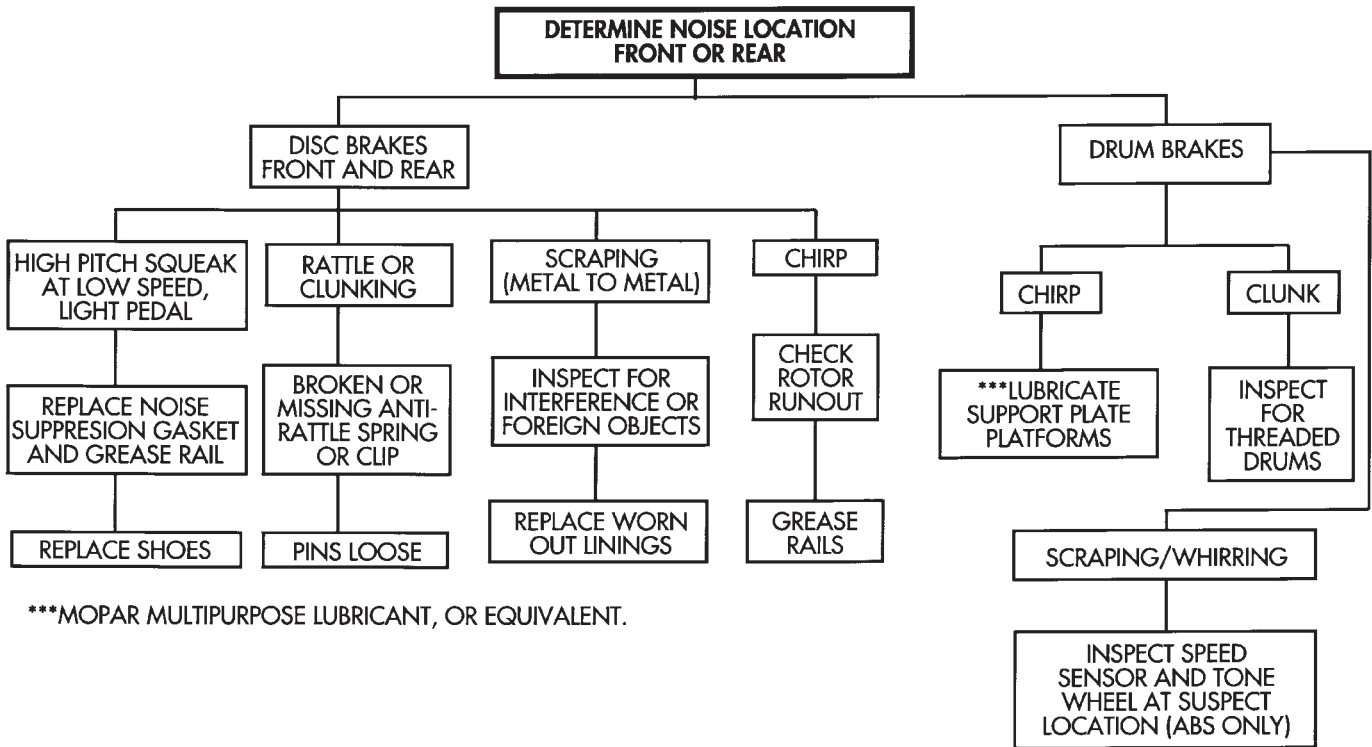 DETERMINE NOISE LOCATION
FRONT OR REAR
DISC BRAKES
FRONT AND REAR
DRUM BRAKES
HIGH PITCH SQUEAK
AT LOW SPEED,
LIGHT PEDAL
RATTLE OR
CLUNKING
SCRAPING
(METAL TO METAL)
CHIRP
CHIRP
CLUNK
REPLACE NOISE
SUPPRESION GASKET
AND GREASE RAIL
BROKEN OR
MISSING ANTI-
RATTLE SPRING
OR CLIP
INSPECT FOR
INTERFERENCE OR
FOREIGN OBJECTS
CHECK
ROTOR
RUNOUT
***LUBRICATE
SUPPORT PLATE
PLATFORMS
INSPECT
FOR
THREADED
DRUMS
REPLACE SHOES
PINS LOOSE
REPLACE WORN
OUT LININGS
GREASE
RAILS
SCRAPING/WHIRRING
INSPECT SPEED
SENSOR AND TONE
WHEEL AT SUSPECT
LOCATION (ABS ONLY)
***MOPAR MULTIPURPOSE LUBRICANT, OR EQUIVALENT.